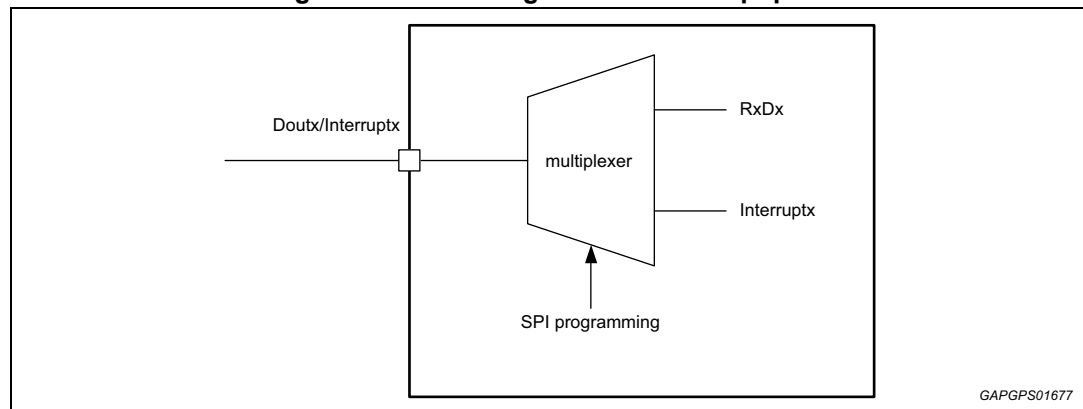 Doutx/Interruptx
RxDx
multiplexer
Interruptx
SPI programming
GAPGPS01677